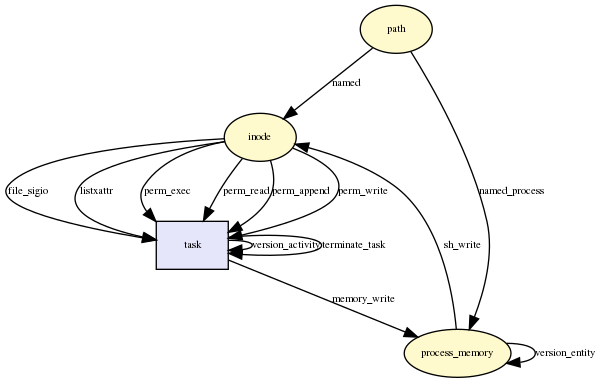 path
named
inode
file_sigio
listxattr
perm_exec
perm_read
perm_append
perm_write
named_process
task
version_activity
terminate_task
sh_write
memory_write
process_memory
version_entity